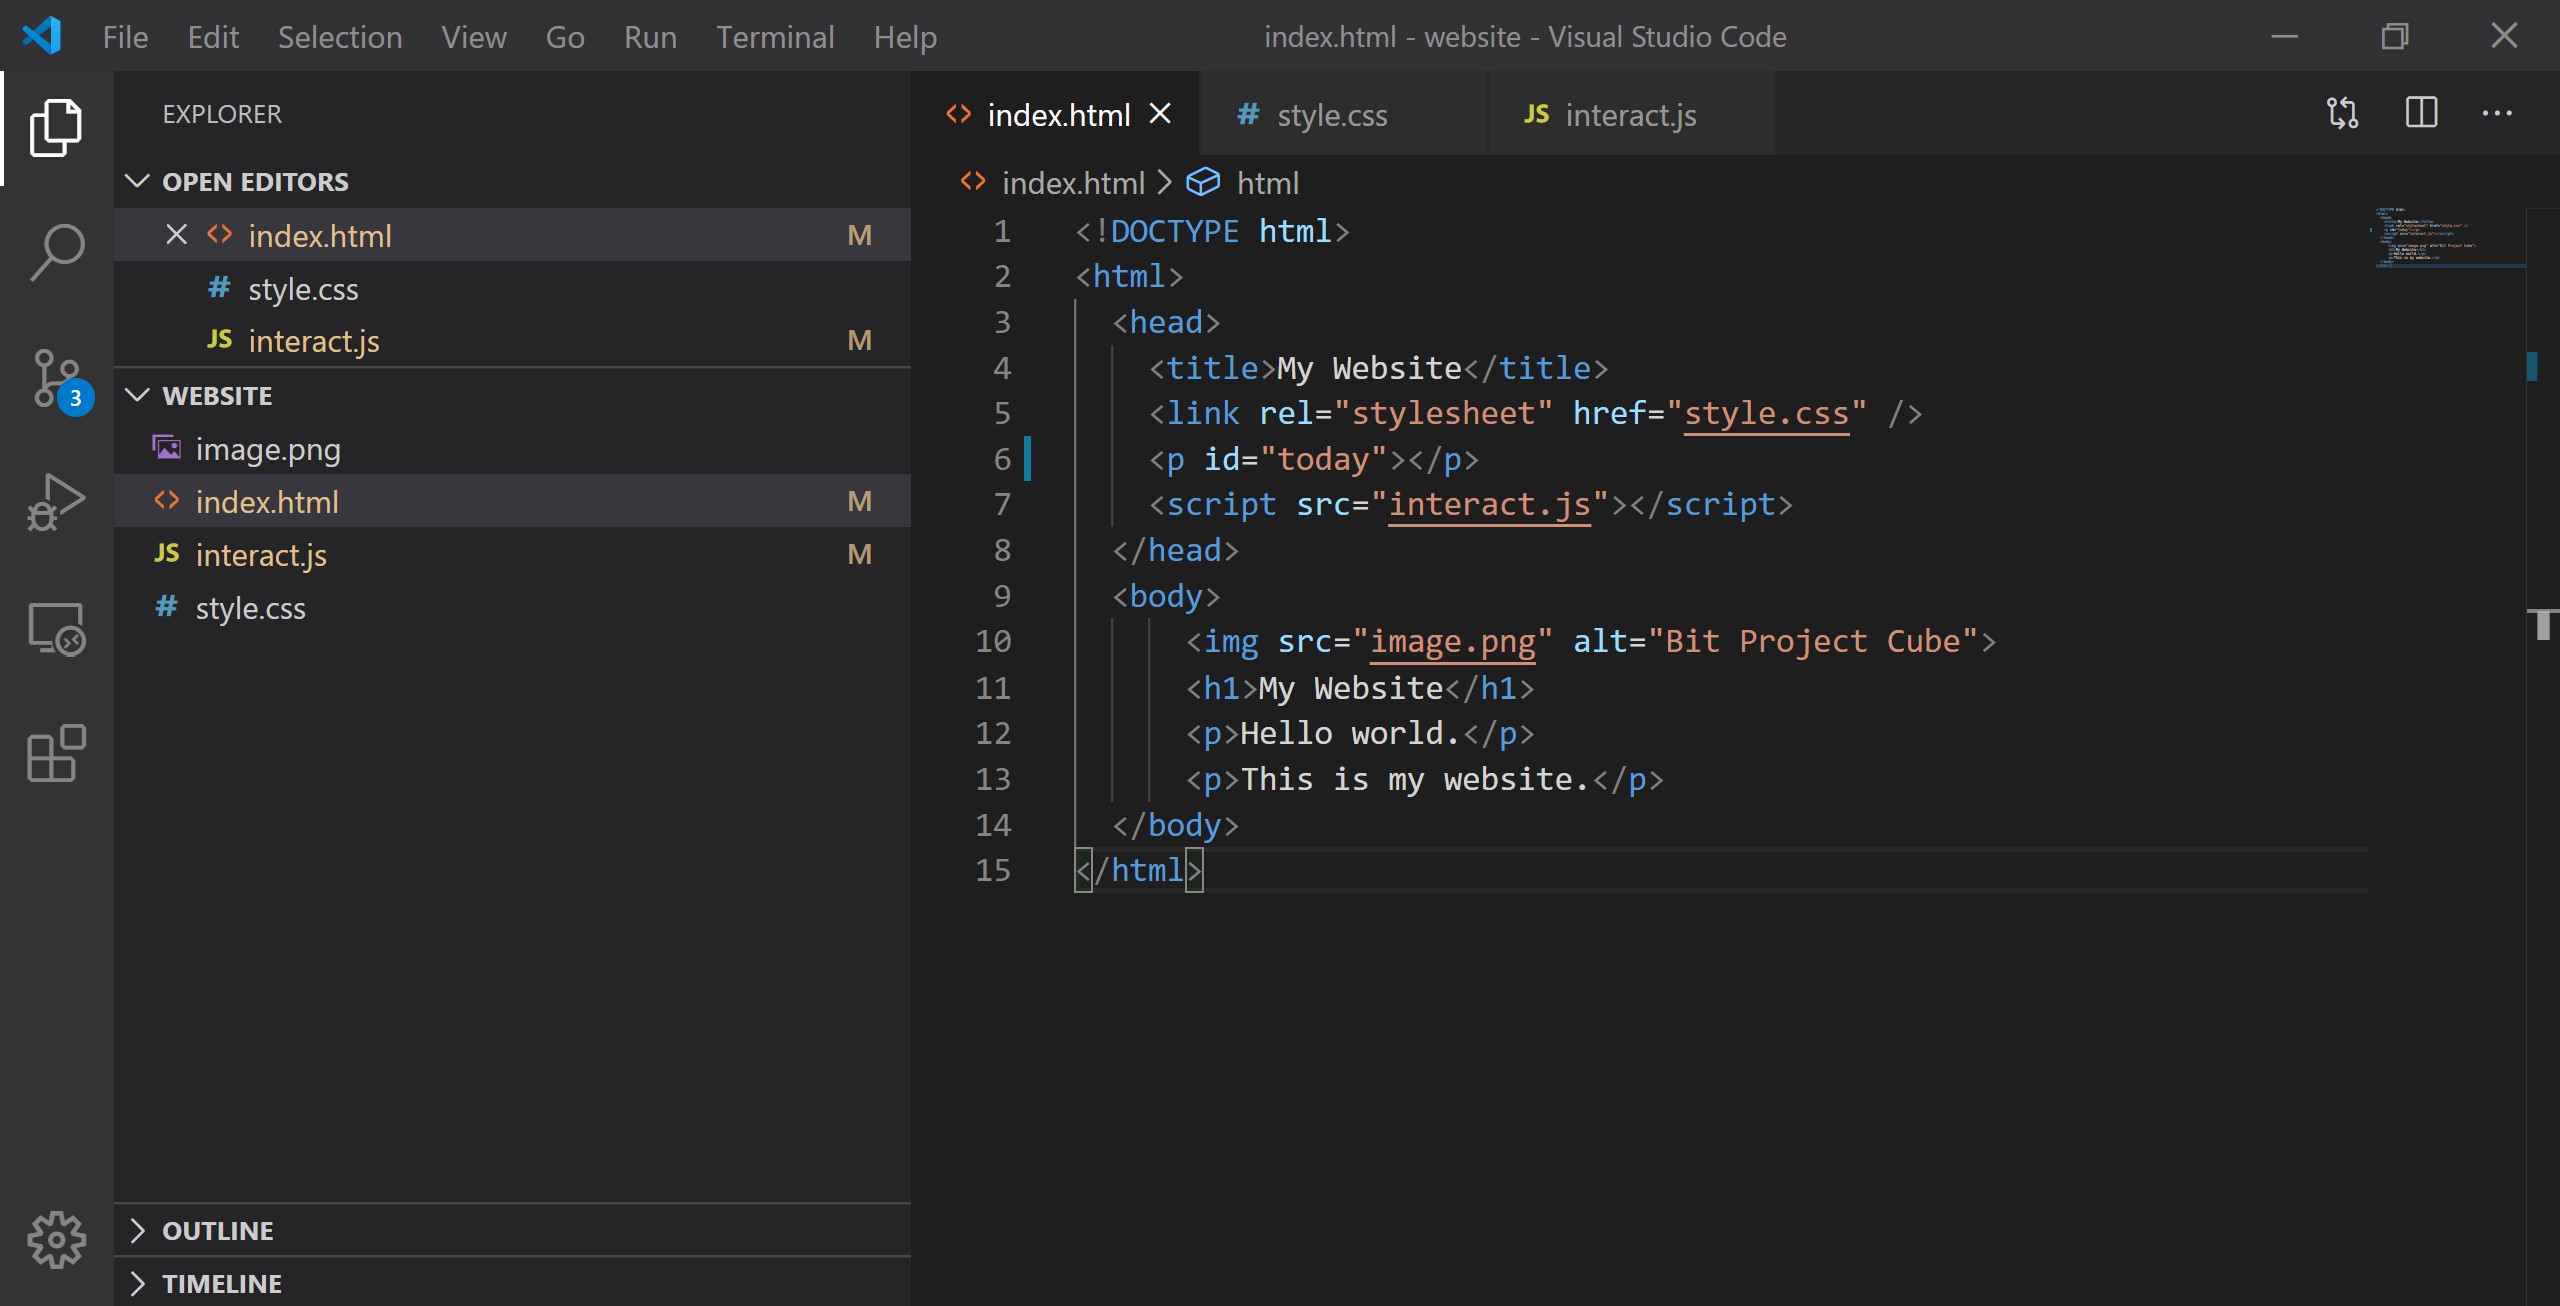 File Edit Selection View Go Run Terminal Help
index.html - website - Visual Studio Code
EXPLORER
OPEN EDITORS
index.html M
# style.css
JS interact.js M
3
WEBSITE
image.png
index.html M
JS interact.js M
# style.css
OUTLINE
TIMELINE
index.html
# style.css
JS interact.js
index.html > html
1 <!DOCTYPE html>
2 <html>
3 <head>
4 <title>My Website</title>
5 <link rel="stylesheet" href="style.css" />
6 <p id="today"></p>
7 <script src="interact.js"></script>
8 </head>
9 <body>
10 <img src="image.png" alt="Bit Project Cube">
11 <h1>My Website</h1>
12 <p>Hello world.</p>
13 <p>This is my website.</p>
14 </body>
15 </html>